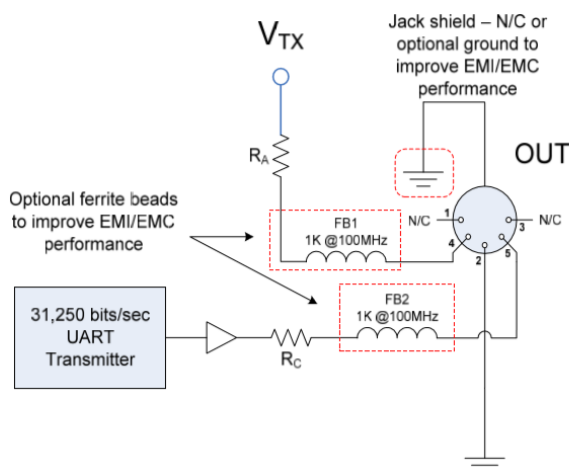 Jack shield – N/C or
optional ground to
improve EMI/EMC
performance
VTX
OUT
RA
Optional ferrite beads
to improve EMI/EMC
performance
FB1
1K @100MHz
N/C
1
3
N/C
4
2
5
31,250 bits/sec
UART
Transmitter
RC
FB2
1K @100MHz